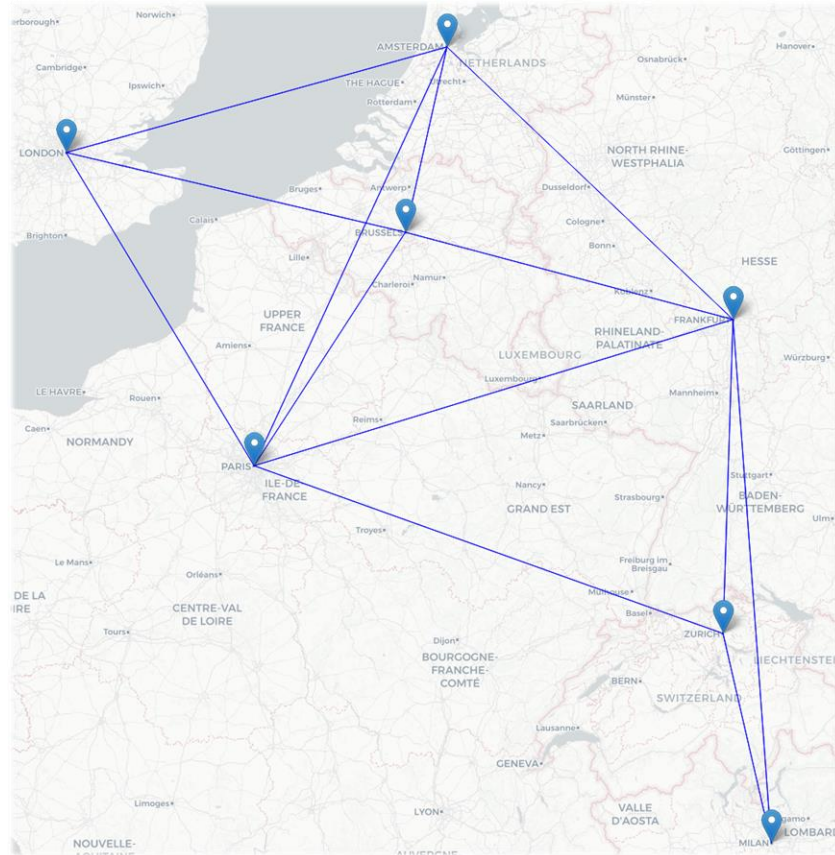 erborough•
Norwich•
AMSTERDAM
NETHERLANDS
Osnabrück•
Hanover•
Cambridge•
Ipswich•
THE HAGUE•
Utrecht•
Rotterdam•
Münster•
LONDON
NORTH RHINE-
WESTPHALIA
Göttingen•
Bruges•
Antwerp•
Dusseldorf•
Calais•
BRUSSELS
Cologne•
Brighton•
Lille•
Bonn•
HESSE
Charleroi•
Namur•
Koblenz•
UPPER
FRANCE
FRANKFURT
Amiens•
RHINELAND-
PALATINATE
LUXEMBOURG
Luxembourg•
Würzburg•
LE HAVRE•
Rouen•
Mannheim•
SAARLAND
Caen•
Reims•
Saarbrücken•
NORMANDY
Metz•
PARIS
ILE-DE-
FRANCE
Stuttgart•
Nancy•
Strasbourg•
BADEN-
WÜRTTEMBERG
GRAND EST
Ulm•
Troyes•
Le Mans•
Orléans•
Freiburg im
Breisgau•
DE LA
IRE
CENTRE-VAL
DE LOIRE
Mulhouse•
Basel•
Tours•
ZURICH
Dijon•
BOURGOGNE-
FRANCHE-
COMTÉ
LIECHTENSTEI
BERN•
SWITZERLAND
Lausanne•
GENEVA•
Limoges•
LYON•
VALLE
D'AOSTA
gamo•
LOMBAR
MILAN
NOUVELLE-
AQUITAINE
AUVERGNE